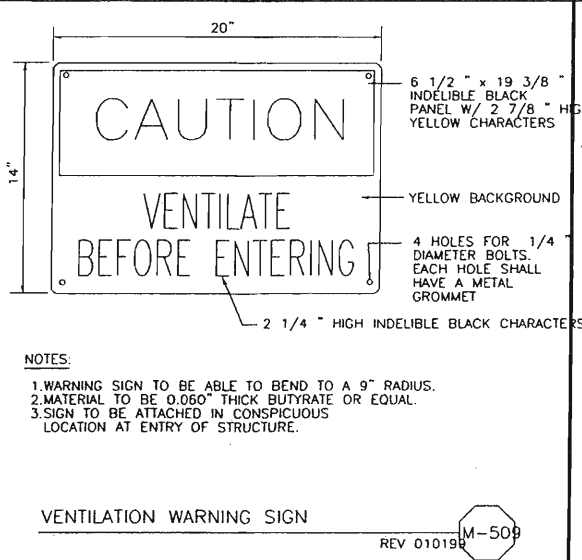 20"
6 1/2 " x 19 3/8 "
INDELIBLE BLACK
PANEL W/ 2 7/8 " HIG
YELLOW CHARACTERS
CAUTION
14"
YELLOW BACKGROUND
VENTILATE
BEFORE ENTERING
4 HOLES FOR 1/4 "
DIAMETER BOLTS.
EACH HOLE SHALL
HAVE A METAL
GROMMET
2 1/4 " HIGH INDELIBLE BLACK CHARACTERS
NOTES:
1.WARNING SIGN TO BE ABLE TO BEND TO A 9" RADIUS.
2.MATERIAL TO BE 0.060" THICK BUTYRATE OR EQUAL.
3.SIGN TO BE ATTACHED IN CONSPICUOUS
LOCATION AT ENTRY OF STRUCTURE.
VENTILATION WARNING SIGN
M-509
REV 010199